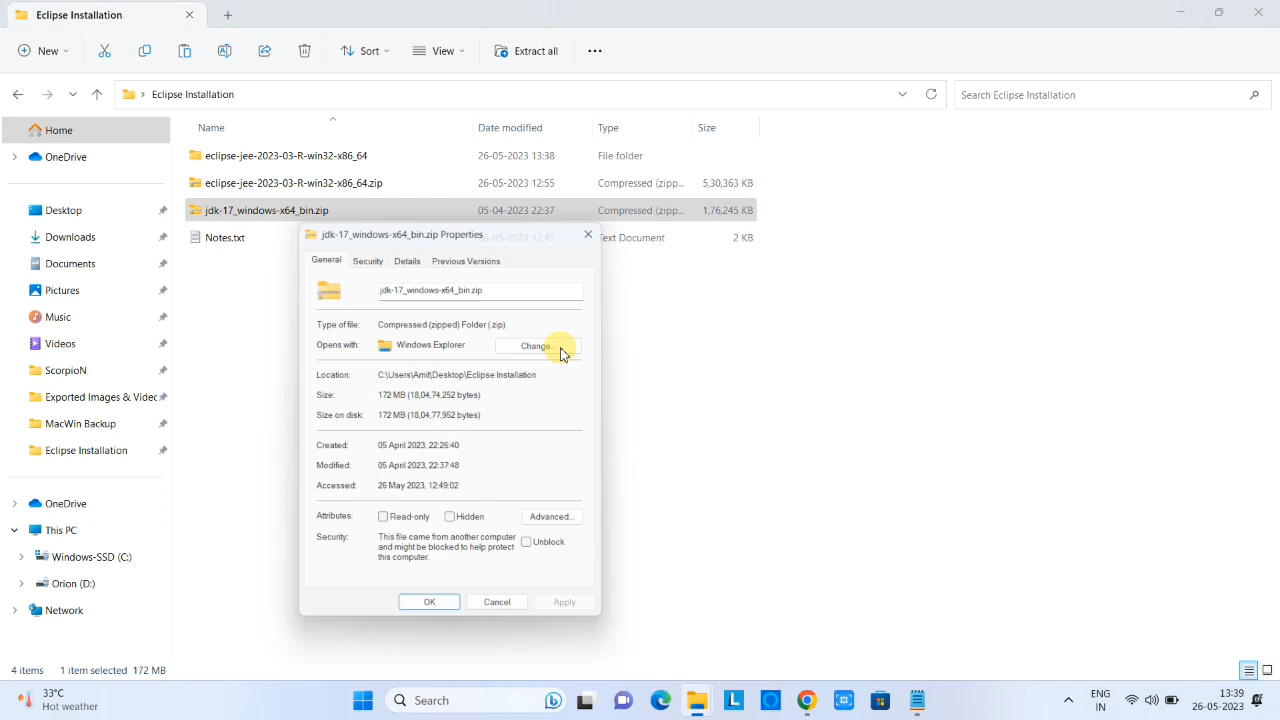 Eclipse Installation
New
Sort
View
Extract all
Eclipse Installation
Search Eclipse Installation
Name
Date modified
Type
Size
Home
OneDrive
Desktop
Downloads
Documents
Pictures
Music
Videos
ScorpioN
Exported Images & Videc
MacWin Backup
Eclipse Installation
OneDrive
This PC
Windows-SSD (C:)
Orion (D:)
Network
eclipse-jee-2023-03-R-win32-x86_64 26-05-2023 13:38 File folder
eclipse-jee-2023-03-R-win32-x86_64.zip 26-05-2023 12:55 Compressed (zipp... 5,30,363 KB
jdk-17_windows-x64_bin.zip 05-04-2023 22:37 Compressed (zipp... 1,76,245 KB
Notes.txt 26-05-2023 12:45 Text Document 2 KB
jdk-17_windows-x64_bin.zip Properties
General Security Details Previous Versions
jdk-17_windows-x64_bin.zip
Type of file: Compressed (zipped) Folder (.zip)
Opens with: Windows Explorer Change...
Location: C:\Users\Amit\Desktop\Eclipse Installation
Size: 172 MB (18,04,74,252 bytes)
Size on disk: 172 MB (18,04,77,952 bytes)
Created: 05 April 2023, 22:26:40
Modified: 05 April 2023, 22:37:48
Accessed: 26 May 2023, 12:49:02
Attributes: Read-only Hidden Advanced...
Security: This file came from another computer
and might be blocked to help protect
this computer.
Unblock
OK Cancel Apply
4 items 1 item selected 172 MB
33°C
Hot weather
Search
ENG
IN
13:39
26-05-2023